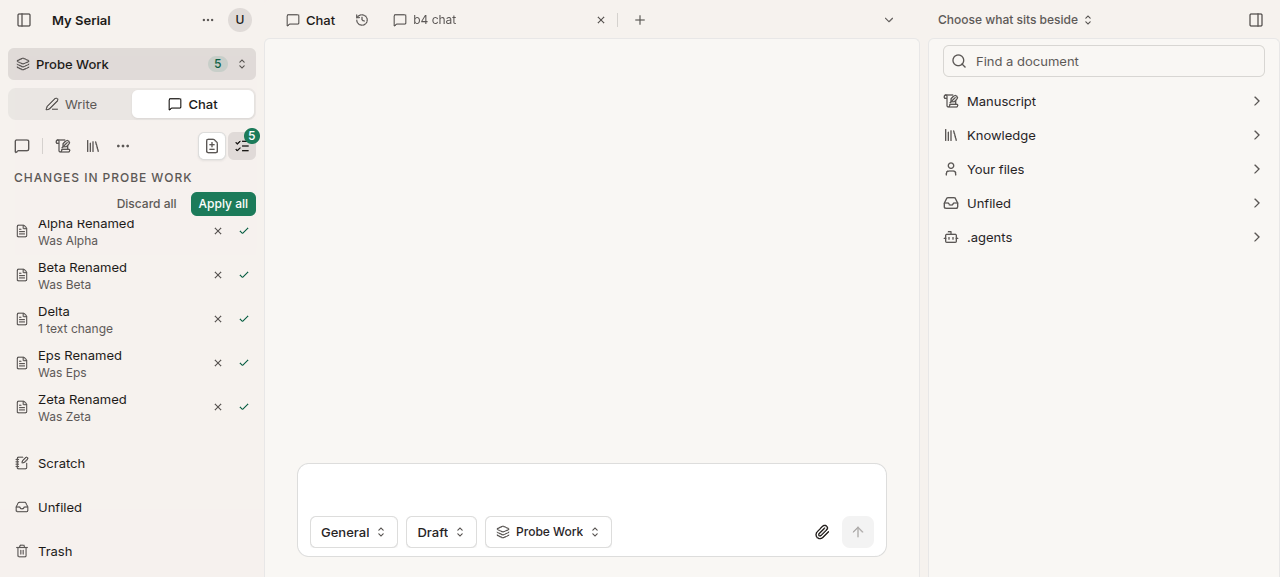 My Serial
U
Chat
b4 chat
Choose what sits beside
Probe Work
5
Write
Chat
5
CHANGES IN PROBE WORK
Discard all
Apply all
Alpha Renamed
Was Alpha
Beta Renamed
Was Beta
Delta
1 text change
Eps Renamed
Was Eps
Zeta Renamed
Was Zeta
Scratch
Unfiled
Trash
General
Draft
Probe Work
Find a document
Manuscript
Knowledge
Your files
Unfiled
.agents